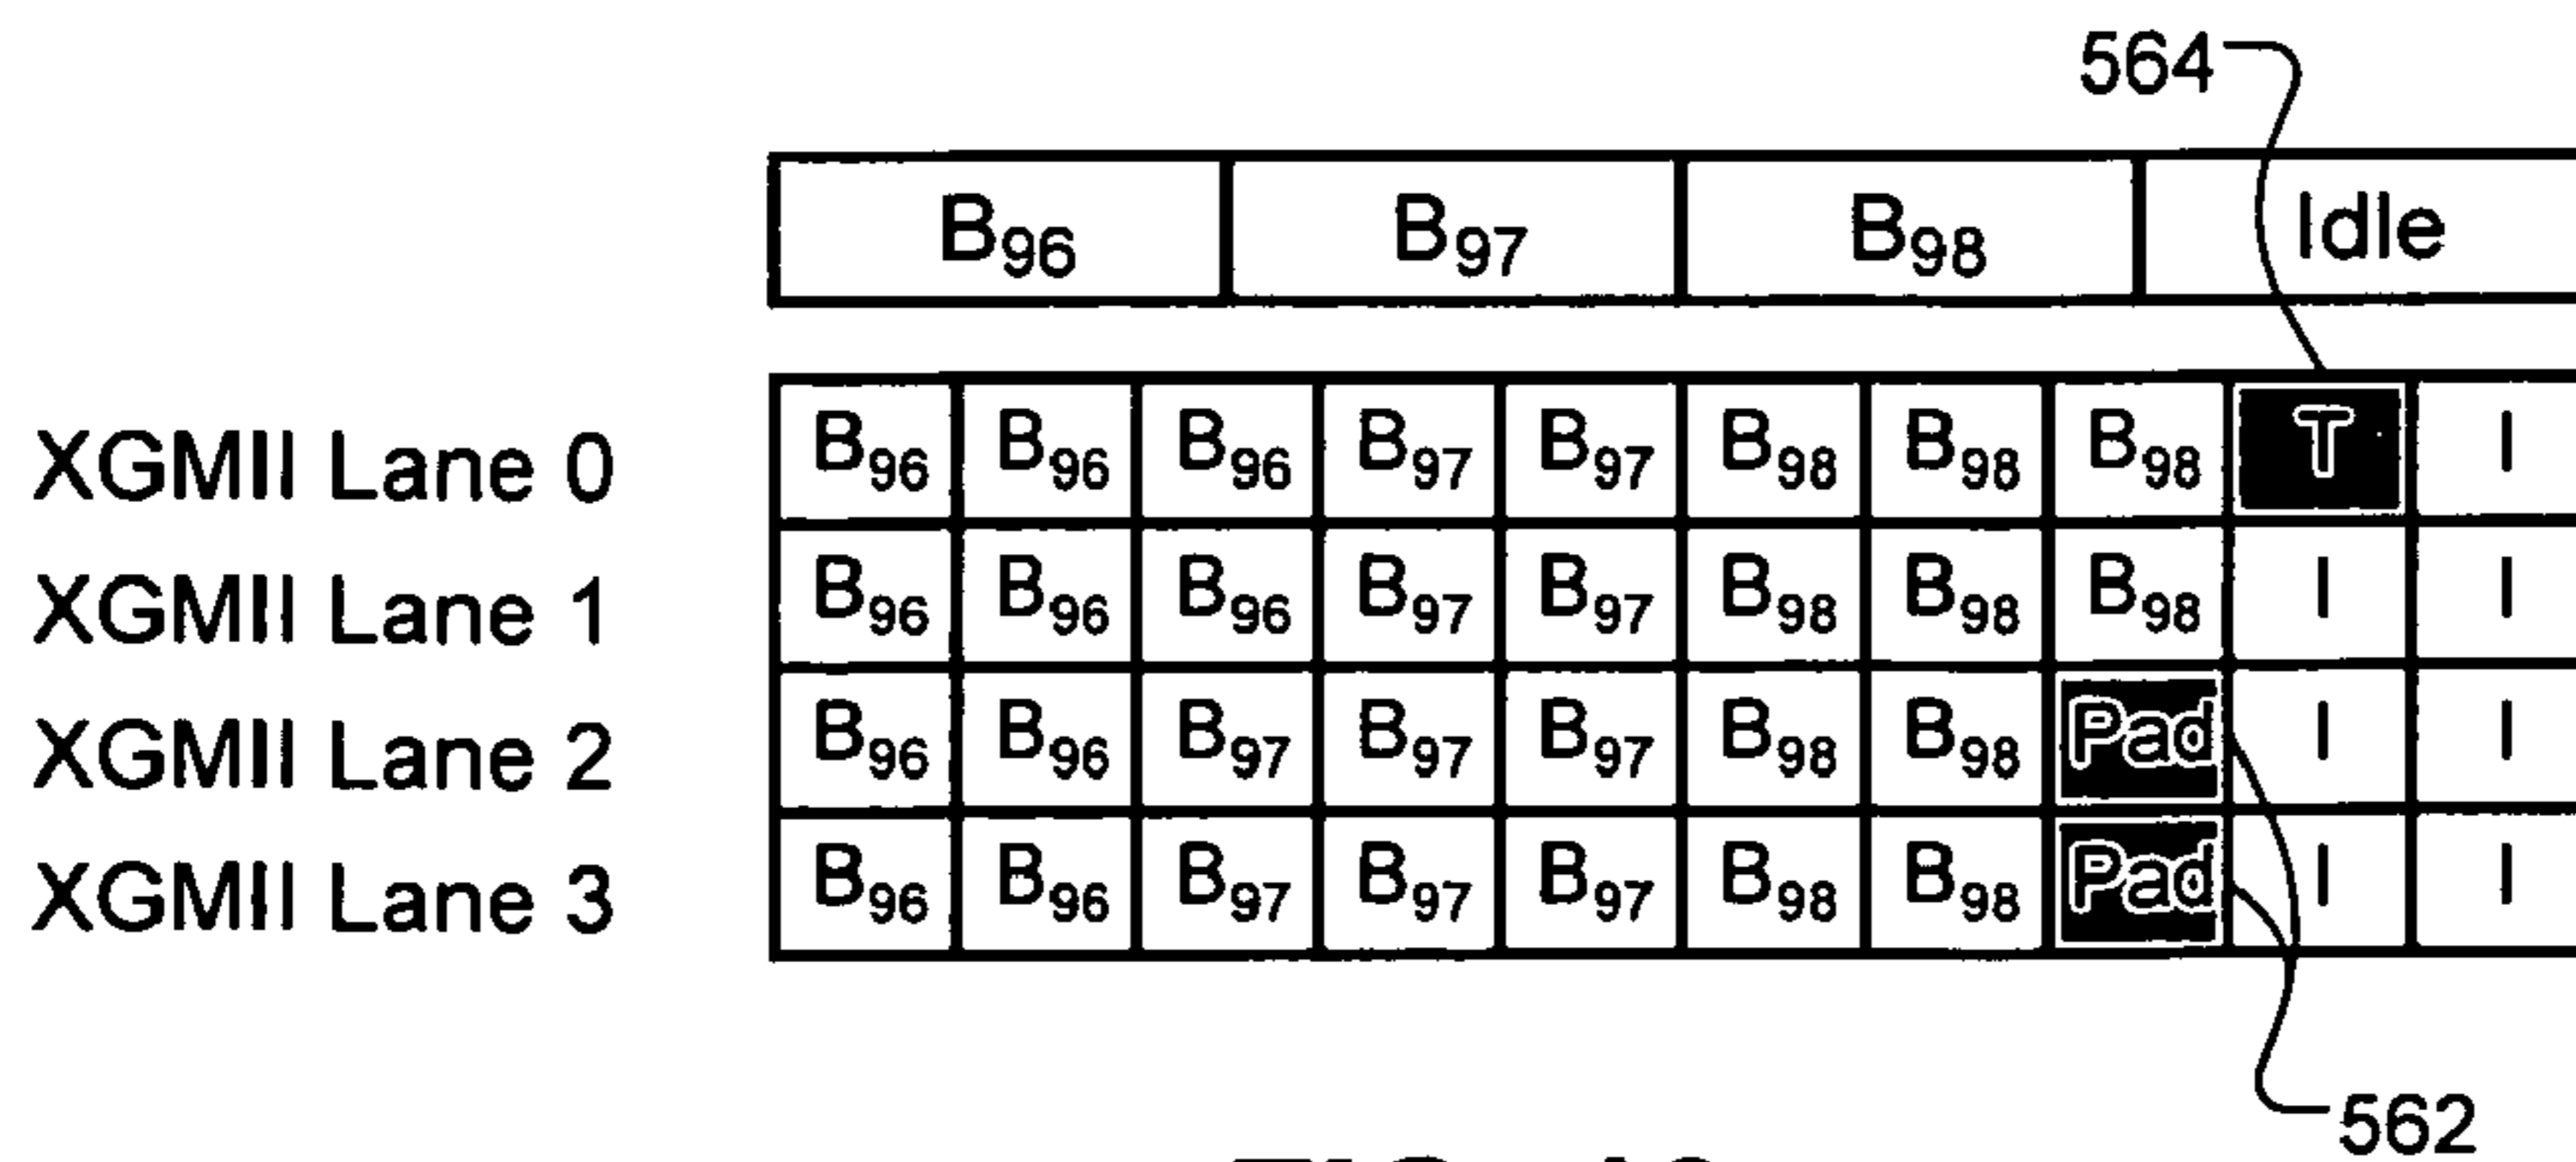 564
B96 B97 B98 Idle
XGMII Lane 0 B96 B96 B96 B97 B97 B98 B98 B98 T I
XGMII Lane 1 B96 B96 B96 B97 B97 B98 B98 B98 I I
XGMII Lane 2 B96 B96 B97 B97 B97 B98 B98 Pad I I
XGMII Lane 3 B96 B96 B97 B97 B97 B98 B98 Pad I I
562